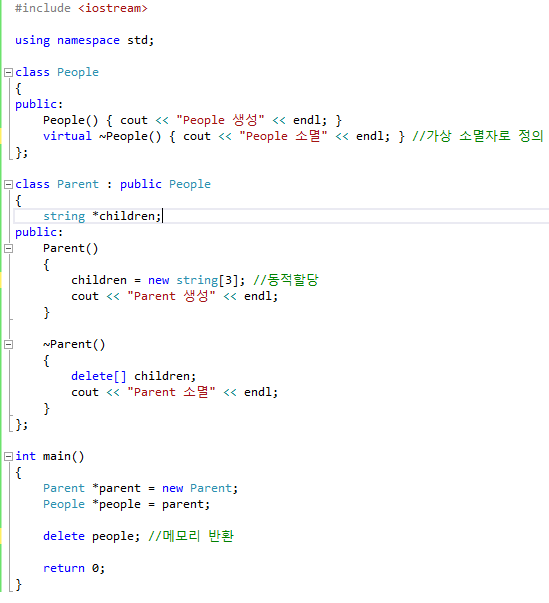 #include <iostream>
using namespace std;
class People
{
public:
People() { cout << "People 생성" << endl; }
virtual ~People() { cout << "People 소멸" << endl; } //가상 소멸자로 정의
};
class Parent : public People
{
string *children;
public:
Parent()
{
children = new string[3]; //동적할당
cout << "Parent 생성" << endl;
}
~Parent()
{
delete[] children;
cout << "Parent 소멸" << endl;
}
};
int main()
{
Parent *parent = new Parent;
People *people = parent;
delete people; //메모리 반환
return 0;
}